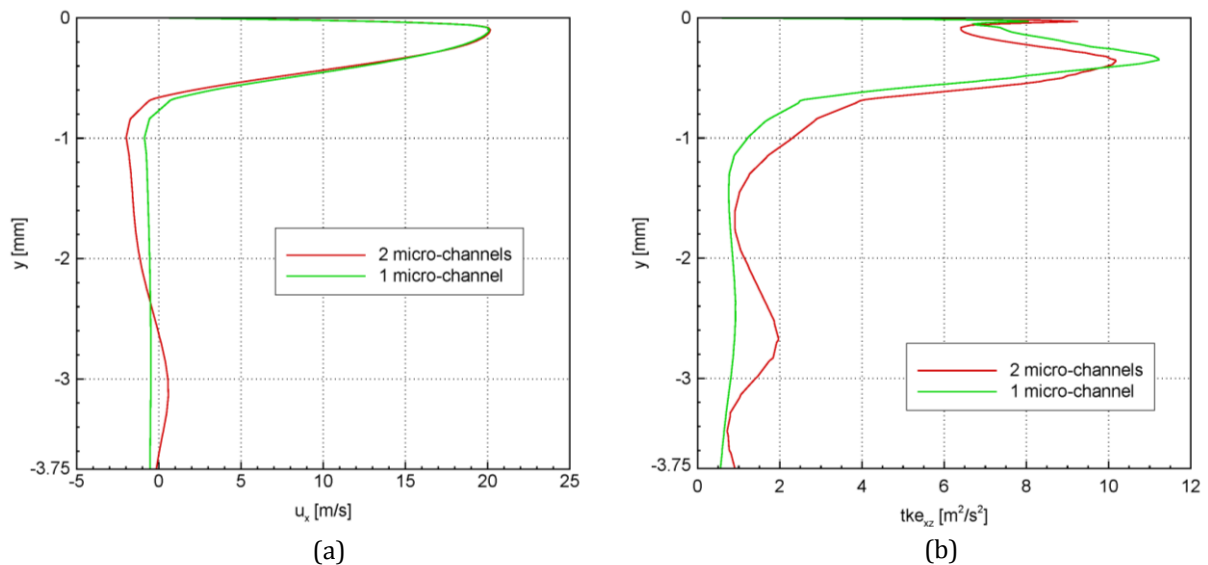 0
-1
-2
-3
-3.75
y [mm]
-5 0 5 10 15 20 25
uₓ [m/s]
2 micro-channels
1 micro-channel
(a)
0
-1
-2
-3
-3.75
y [mm]
0 2 4 6 8 10 12
tke_xz [m²/s²]
2 micro-channels
1 micro-channel
(b)